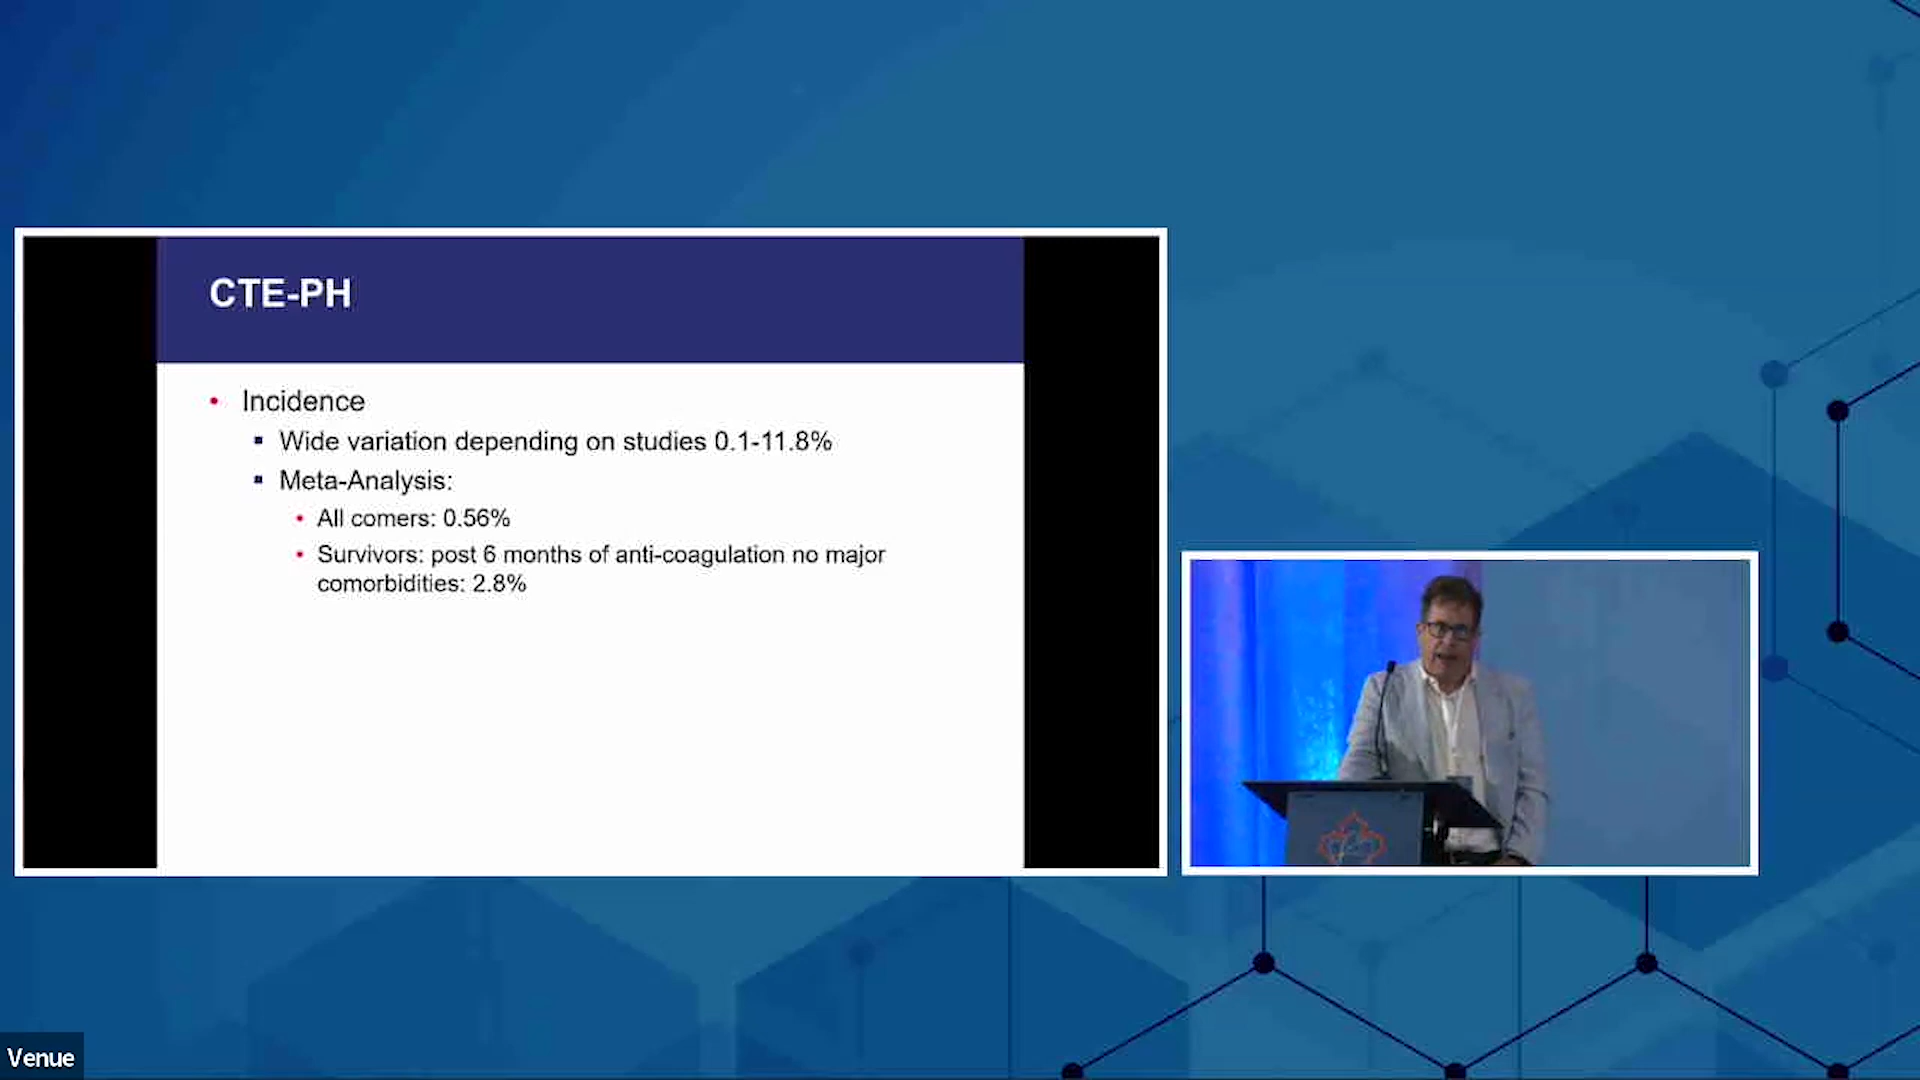 CTE-PH
• Incidence
▪ Wide variation depending on studies 0.1-11.8%
▪ Meta-Analysis:
• All comers: 0.56%
• Survivors: post 6 months of anti-coagulation no major
comorbidities: 2.8%
Venue